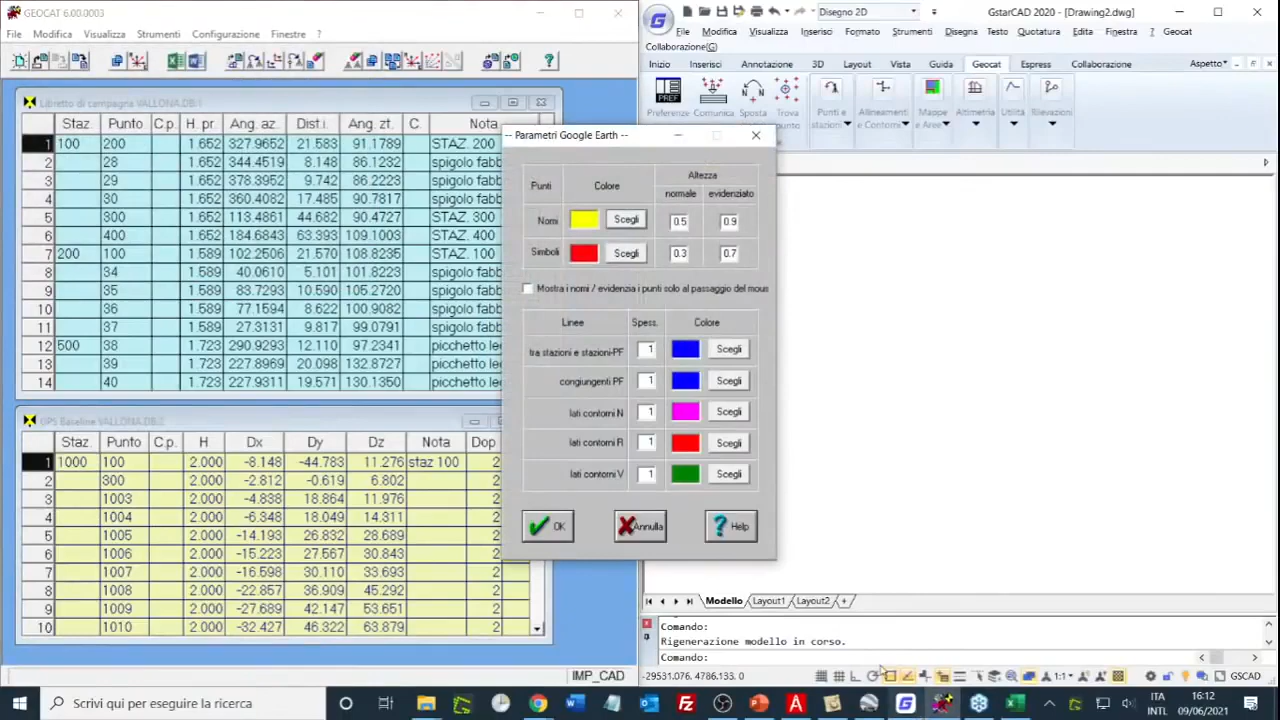 GEOCAT 6.00.0003
File Modifica Visualizza Strumenti Configurazione Finestre ?
Libretto di campagna VALLONA.DB:1
Staz. Punto C.p. H. pr. Ang. az. Dist.i. Ang. zt. C. Nota
1 100 200 1.652 327.9652 21.583 91.1789 STAZ. 200
2 28 1.652 344.4519 8.148 86.1232 spigolo fabb
3 29 1.652 378.3952 9.742 86.2223 spigolo fabb
4 30 1.652 360.4082 17.485 90.7817 spigolo fabb
5 300 1.652 113.4861 44.682 90.4727 STAZ. 300
6 400 1.652 184.6843 63.393 109.1003 STAZ. 400
7 200 100 1.589 102.2506 21.570 108.8235 STAZ. 100
8 34 1.589 40.0610 5.101 101.8223 spigolo fabb
9 35 1.589 83.7293 10.590 105.2720 spigolo fabb
10 36 1.589 77.1594 8.622 100.9082 spigolo fabb
11 37 1.589 27.3131 9.817 99.0791 spigolo fabb
12 500 38 1.723 290.9293 12.110 97.2341 picchetto le
13 39 1.723 227.8969 20.098 132.8727 picchetto le
14 40 1.723 227.9311 19.571 130.1350 picchetto le
GPS Baseline VALLONA.DB:2
Staz. Punto C.p. H Dx Dy Dz Nota Dop
1 1000 100 2.000 -8.148 -44.783 11.276 staz 100 2
2 300 2.000 -2.812 -0.619 6.802 2
3 1003 2.000 -4.838 18.864 11.976 2
4 1004 2.000 -6.348 18.049 14.311 2
5 1005 2.000 -14.193 26.832 28.689 2
6 1006 2.000 -15.223 27.567 30.843 2
7 1007 2.000 -16.598 30.110 33.693 2
8 1008 2.000 -22.857 36.909 45.292 2
9 1009 2.000 -27.689 42.147 53.651 2
10 1010 2.000 -32.427 46.322 63.879 2
IMP_CAD
-- Parametri Google Earth --
Punti Colore Altezza
normale evidenziato
Nomi Scegli 0.5 0.9
Simboli Scegli 0.3 0.7
Mostra i nomi / evidenzia i punti solo al passaggio del mous
Linee Spess. Colore
tra stazioni e stazioni-PF 1 Scegli
congiungenti PF 1 Scegli
lati contorni N 1 Scegli
lati contorni R 1 Scegli
lati contorni V 1 Scegli
OK Annulla ? Help
Disegno 2D GstarCAD 2020 - [Drawing2.dwg]
File Modifica Visualizza Inserisci Formato Strumenti Disegna Testo Quotatura Edita Finestra ? Geocat
Collaborazione(G)
Inizio Inserisci Annotazione 3D Layout Vista Guida Geocat Espress Collaborazione Aspetto
PREF
Preferenze Comunica Sposta Trova punto Punti e stazioni Allineamenti e Contorni Mappe e Aree Altimetria Utilità Rilevazioni
Modello Layout1 Layout2 +
Comando:
Rigenerazione modello in corso.
Comando:
-29531.076, 4786.133, 0 1:1 GSCAD
Scrivi qui per eseguire la ricerca
ITA
16:12
09/06/2021